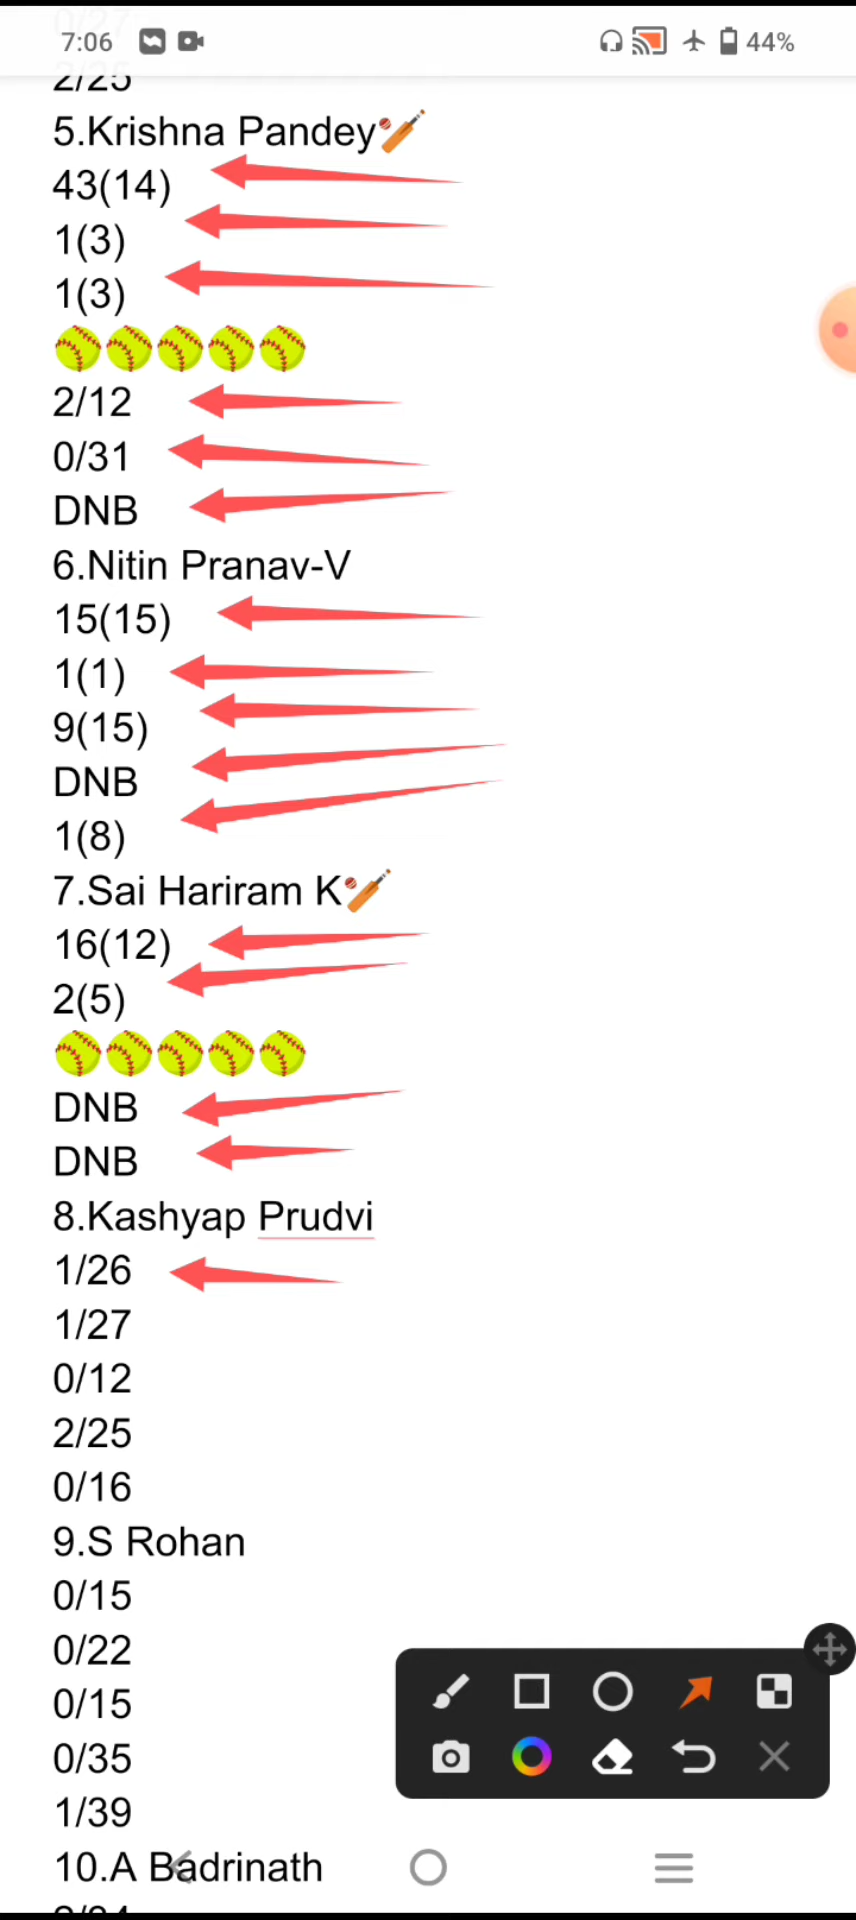 7:06
44%
2/25
5.Krishna Pandey
43(14)
1(3)
1(3)
2/12
0/31
DNB
6.Nitin Pranav-V
15(15)
1(1)
9(15)
DNB
1(8)
7.Sai Hariram K
16(12)
2(5)
DNB
DNB
8.Kashyap Prudvi
1/26
1/27
0/12
2/25
0/16
9.S Rohan
0/15
0/22
0/15
0/35
1/39
10.A Badrinath